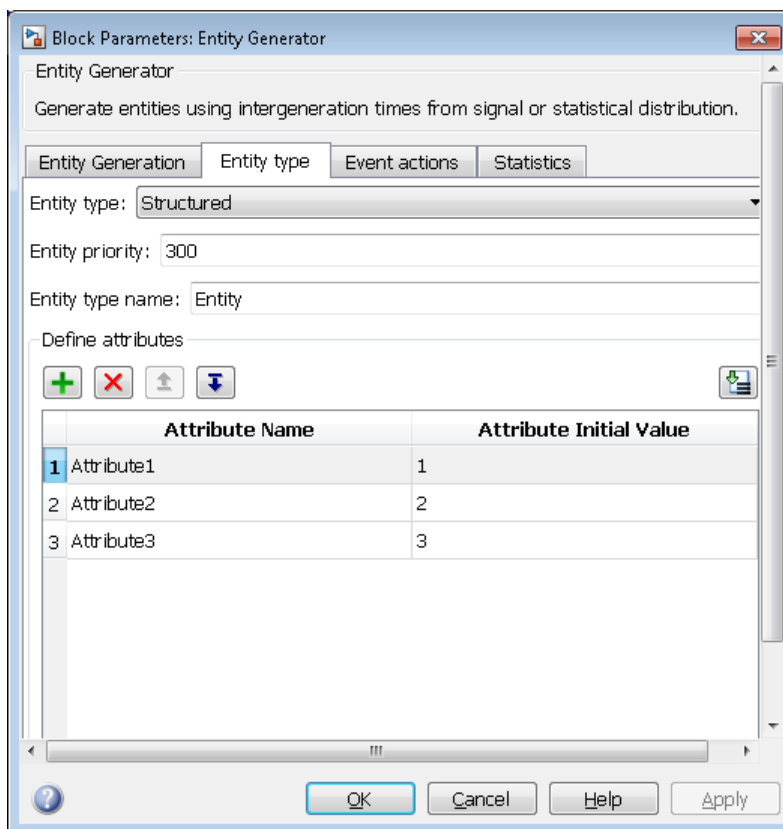 Block Parameters: Entity Generator
Entity Generator
Generate entities using intergeneration times from signal or statistical distribution.
Entity Generation Entity type Event actions Statistics
Entity type: Structured
Entity priority: 300
Entity type name: Entity
Define attributes
Attribute Name Attribute Initial Value
1 Attribute1 1
2 Attribute2 2
3 Attribute3 3
OK Cancel Help Apply